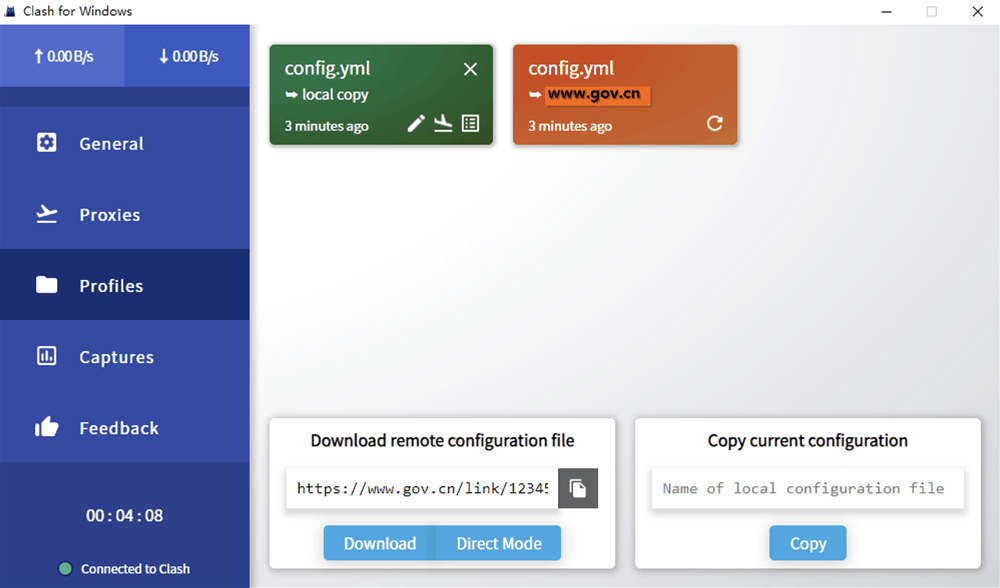 Clash for Windows
↑ 0.00 B/s ↓ 0.00 B/s
General
Proxies
Profiles
Captures
Feedback
00 : 04 : 08
Connected to Clash
config.yml
local copy
3 minutes ago
config.yml
www.gov.cn
3 minutes ago
Download remote configuration file
https://www.gov.cn/link/12345
Download Direct Mode
Copy current configuration
Name of local configuration file
Copy